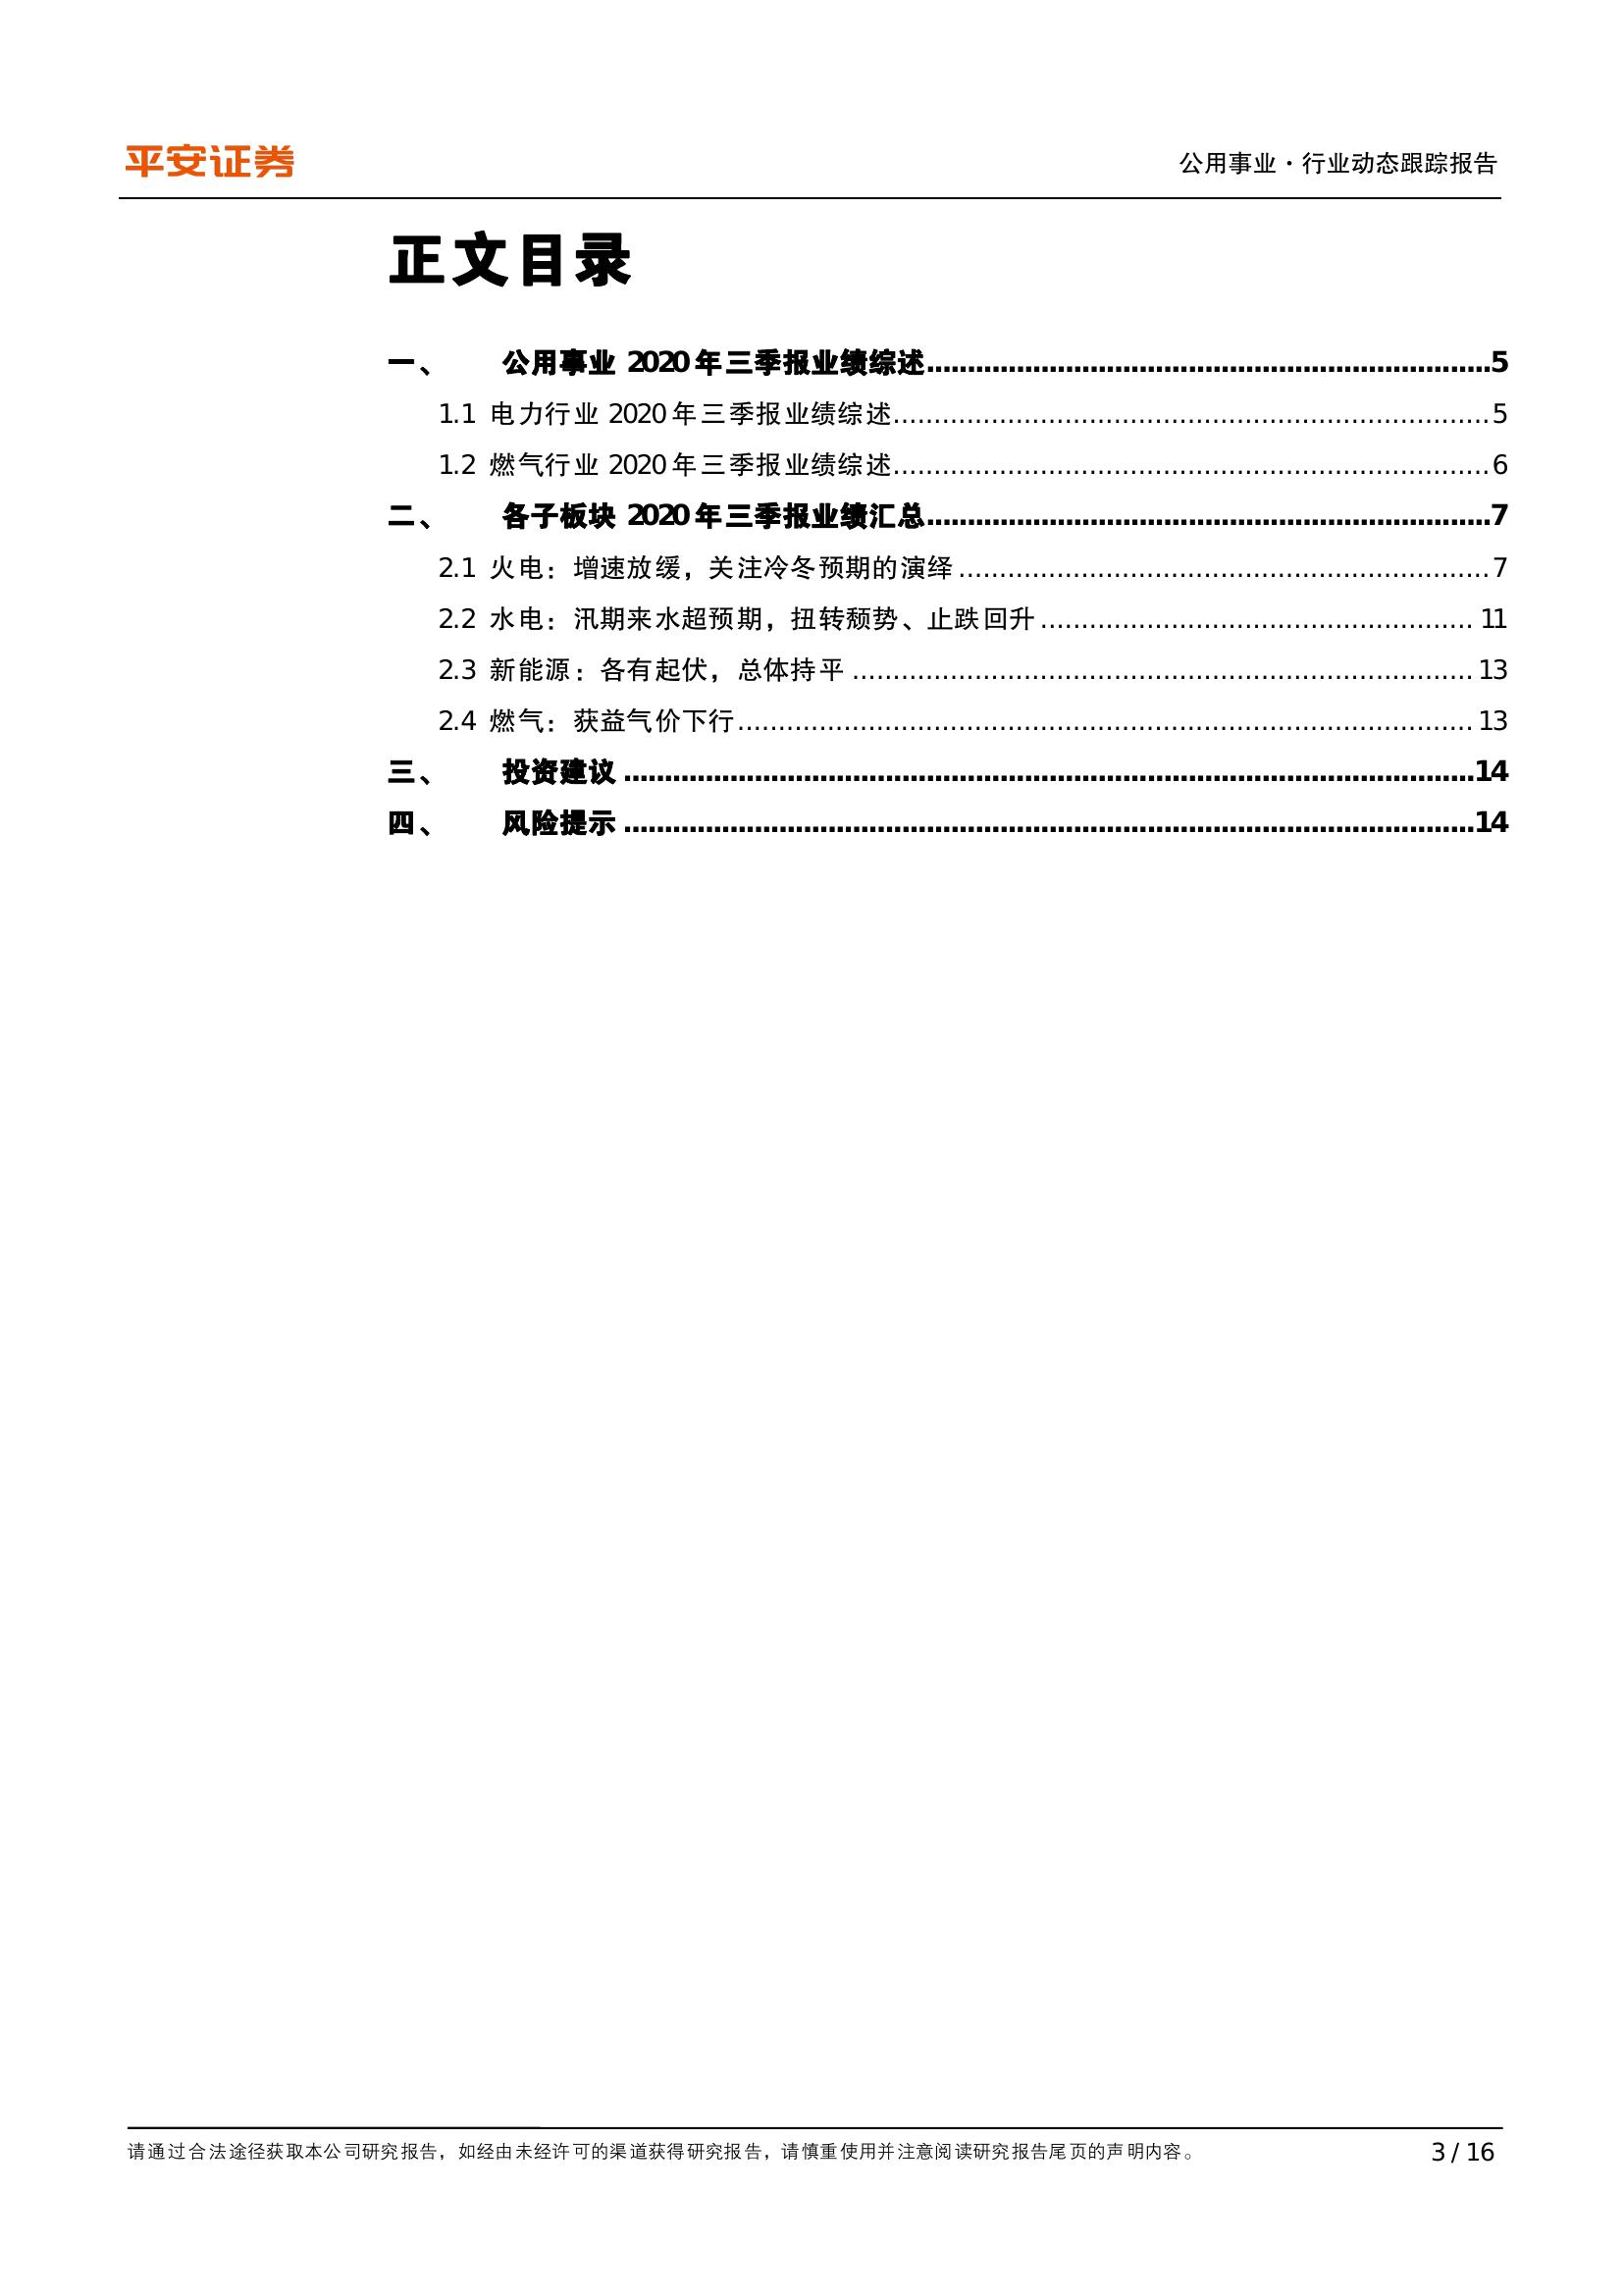 平安证券
公用事业·行业动态跟踪报告
正文目录
一、 公用事业 2020 年三季报业绩综述........................................................................5
1.1 电力行业 2020 年三季报业绩综述........................................................................5
1.2 燃气行业 2020 年三季报业绩综述........................................................................6
二、 各子板块 2020 年三季报业绩汇总........................................................................7
2.1 火电：增速放缓，关注冷冬预期的演绎........................................................................7
2.2 水电：汛期来水超预期，扭转颓势、止跌回升........................................................................11
2.3 新能源：各有起伏，总体持平........................................................................13
2.4 燃气：获益气价下行........................................................................13
三、 投资建议........................................................................14
四、 风险提示........................................................................14
请通过合法途径获取本公司研究报告，如经由未经许可的渠道获得研究报告，请慎重使用并注意阅读研究报告尾页的声明内容。
3 / 16